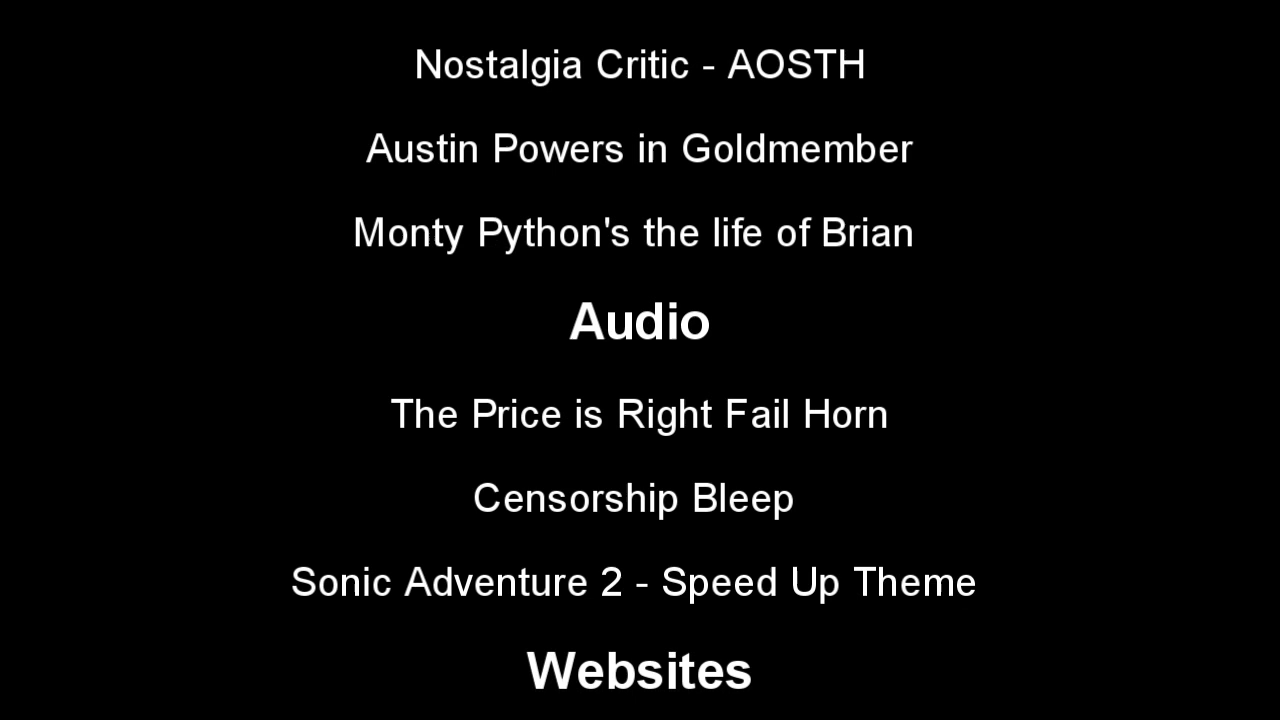 Nostalgia Critic - AOSTH
Austin Powers in Goldmember
Monty Python's the life of Brian
Audio
The Price is Right Fail Horn
Censorship Bleep
Sonic Adventure 2 - Speed Up Theme
Websites